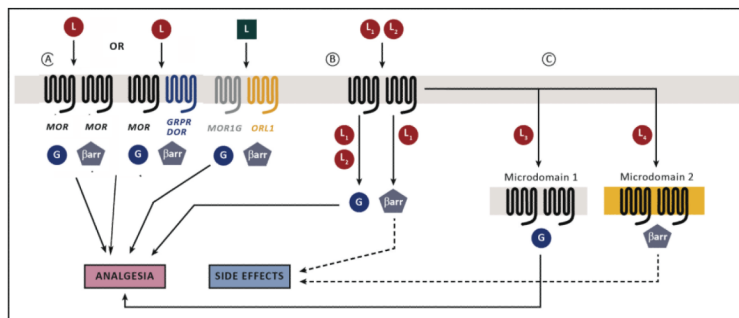 L
OR
L
L
A
B
L1 L2
C
MOR
MOR
MOR
GRPR
DOR
MOR1G
ORL1
G
βarr
G
βarr
G
βarr
L1
L2
L1
G
βarr
L3
L4
Microdomain 1
Microdomain 2
G
βarr
ANALGESIA
SIDE EFFECTS